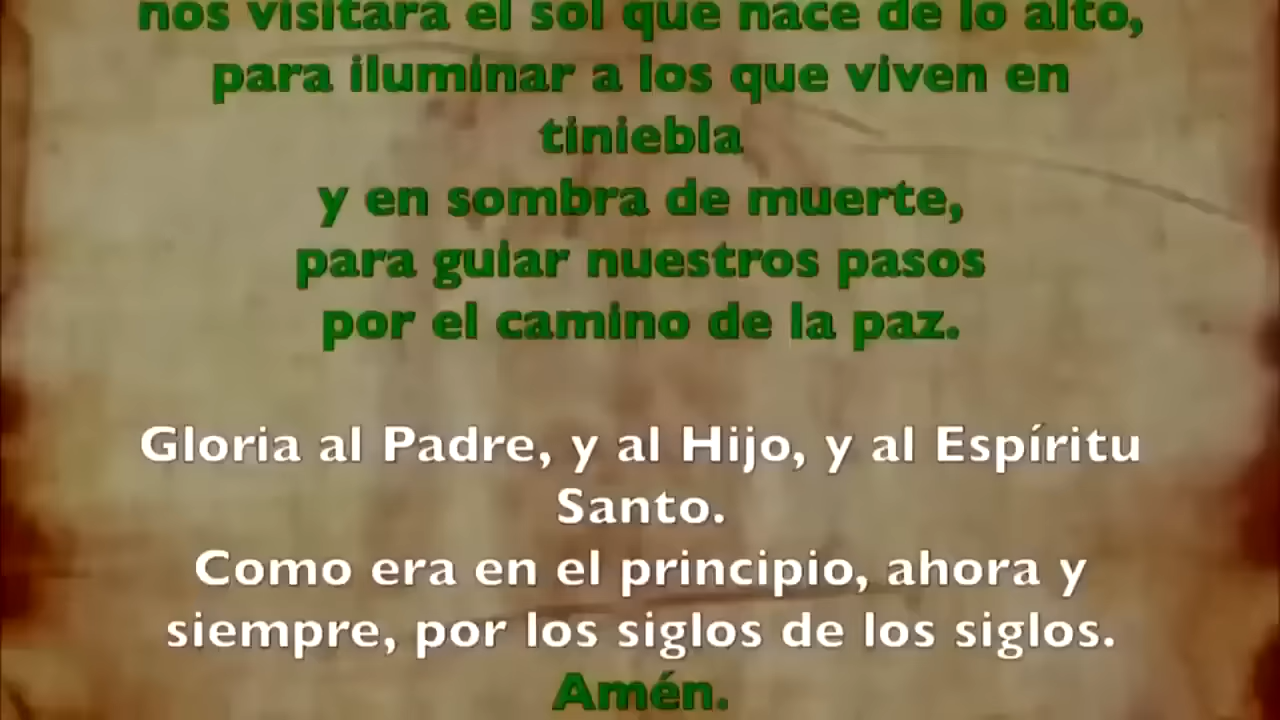 nos visitará el sol que nace de lo alto,
para iluminar a los que viven en
tiniebla
y en sombra de muerte,
para guiar nuestros pasos
por el camino de la paz.
Gloria al Padre, y al Hijo, y al Espíritu
Santo.
Como era en el principio, ahora y
siempre, por los siglos de los siglos.
Amén.